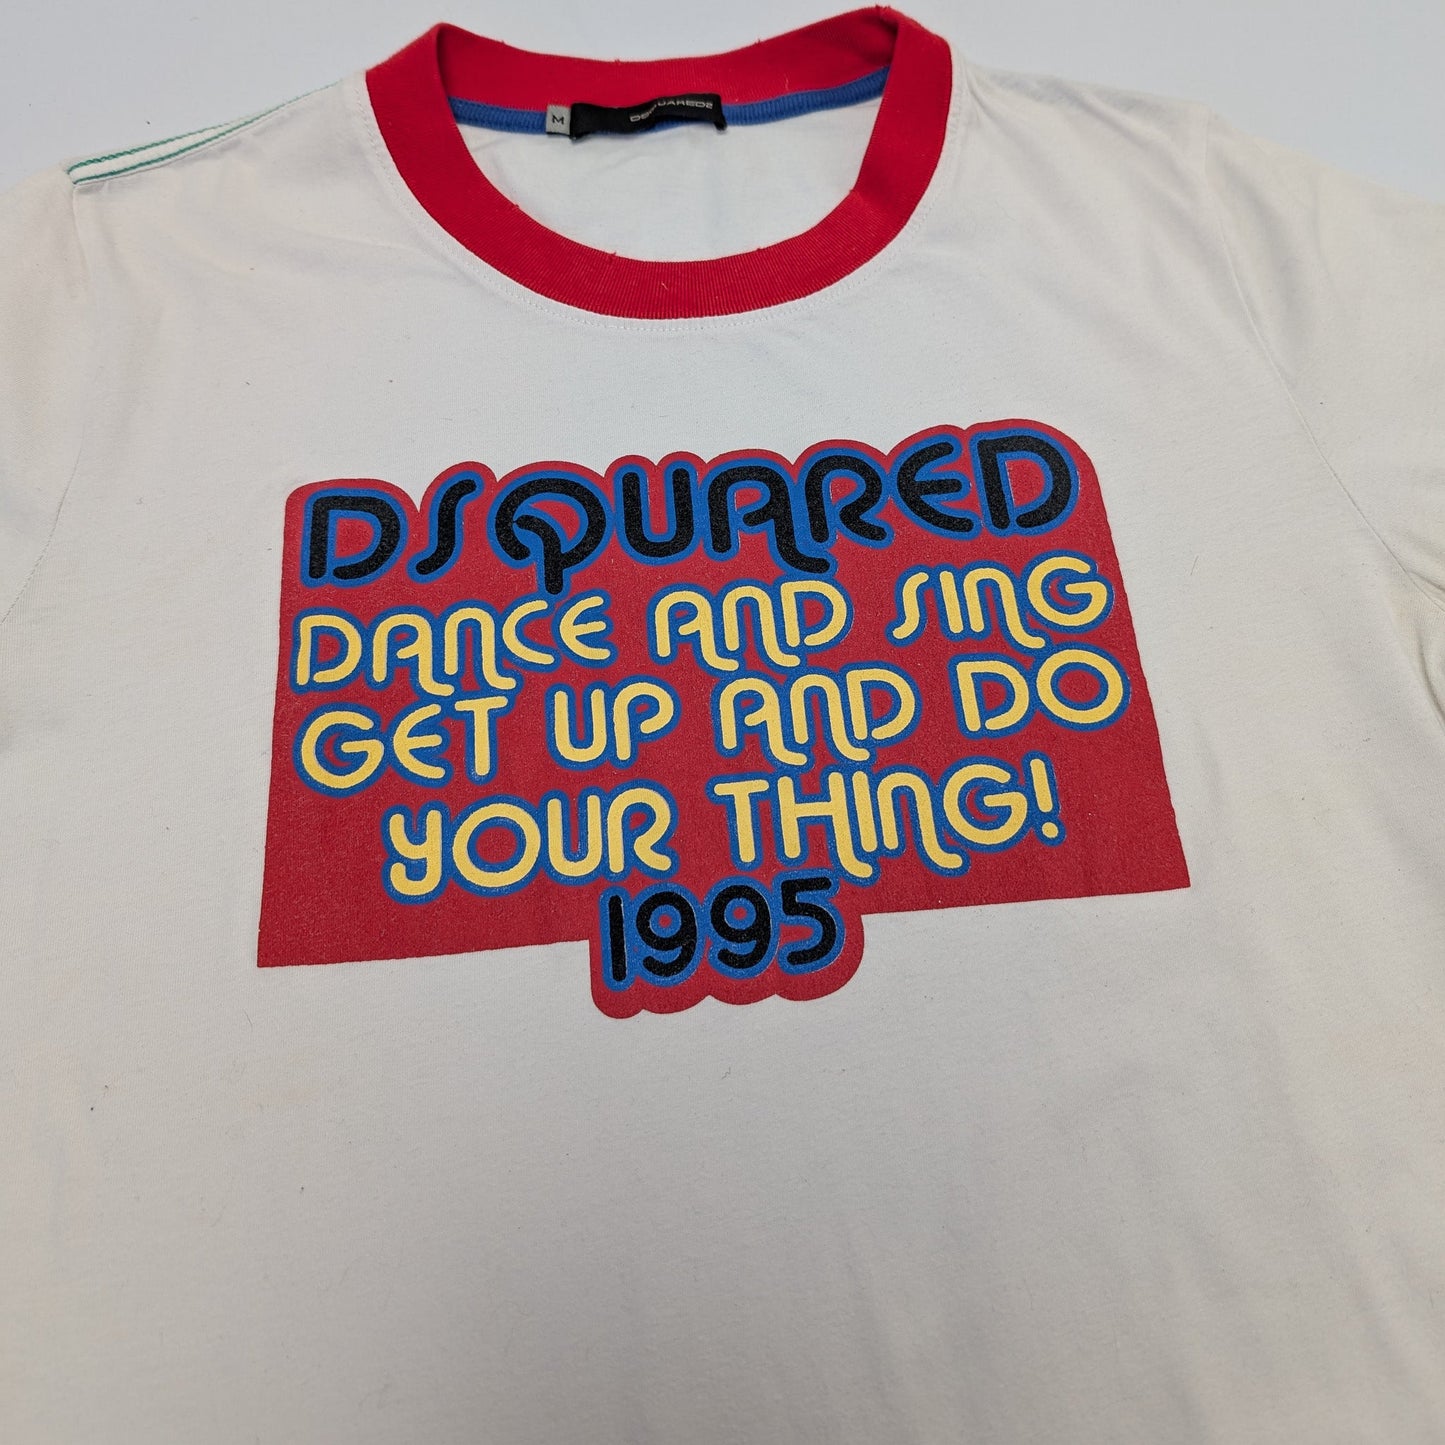 M
DSQUARED2
DSQUARED
DANCE AND SING
GET UP AND DO
YOUR THING!
1995